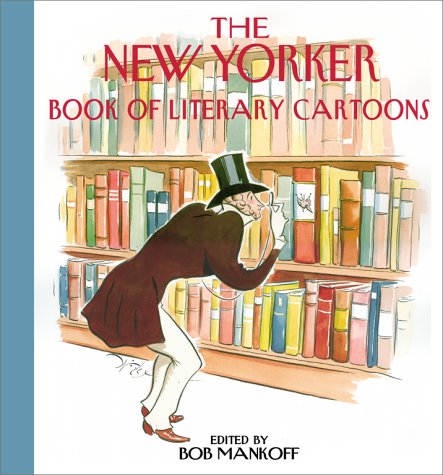 THE
NEW YORKER
BOOK OF LITERARY CARTOONS
EDITED BY
BOB MANKOFF